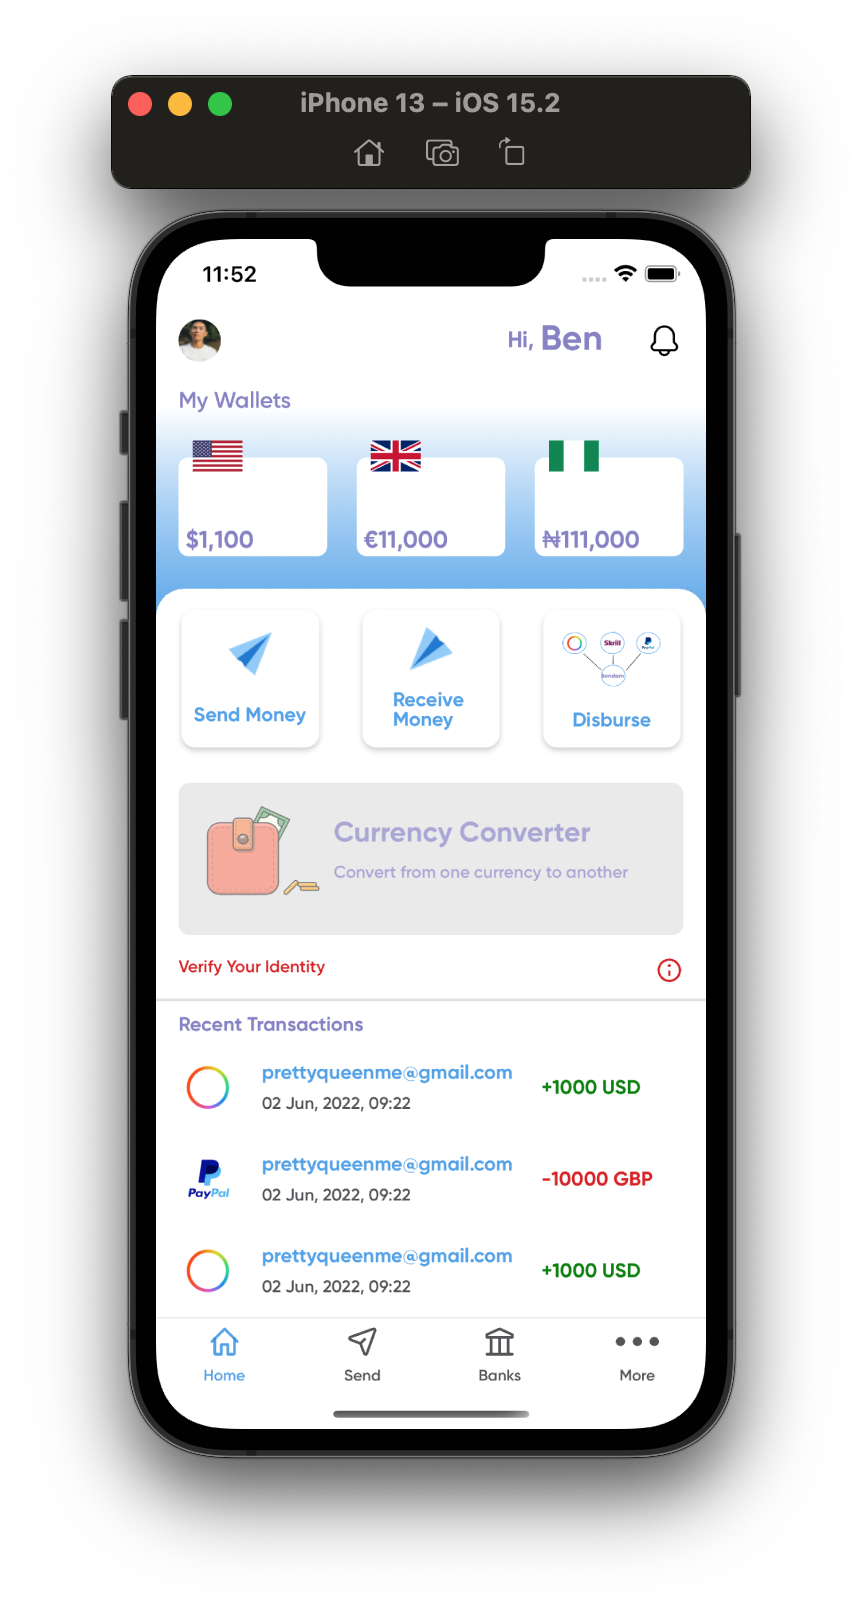 iPhone 13 – iOS 15.2
11:52
Hi, Ben
My Wallets
$1,100
€11,000
₦111,000
Send Money
Receive
Money
Skrill
PayPal
Sendam
Disburse
Currency Converter
Convert from one currency to another
Verify Your Identity
Recent Transactions
prettyqueenme@gmail.com
+1000 USD
02 Jun, 2022, 09:22
prettyqueenme@gmail.com
-10000 GBP
PayPal
02 Jun, 2022, 09:22
prettyqueenme@gmail.com
+1000 USD
02 Jun, 2022, 09:22
Home
Send
Banks
More